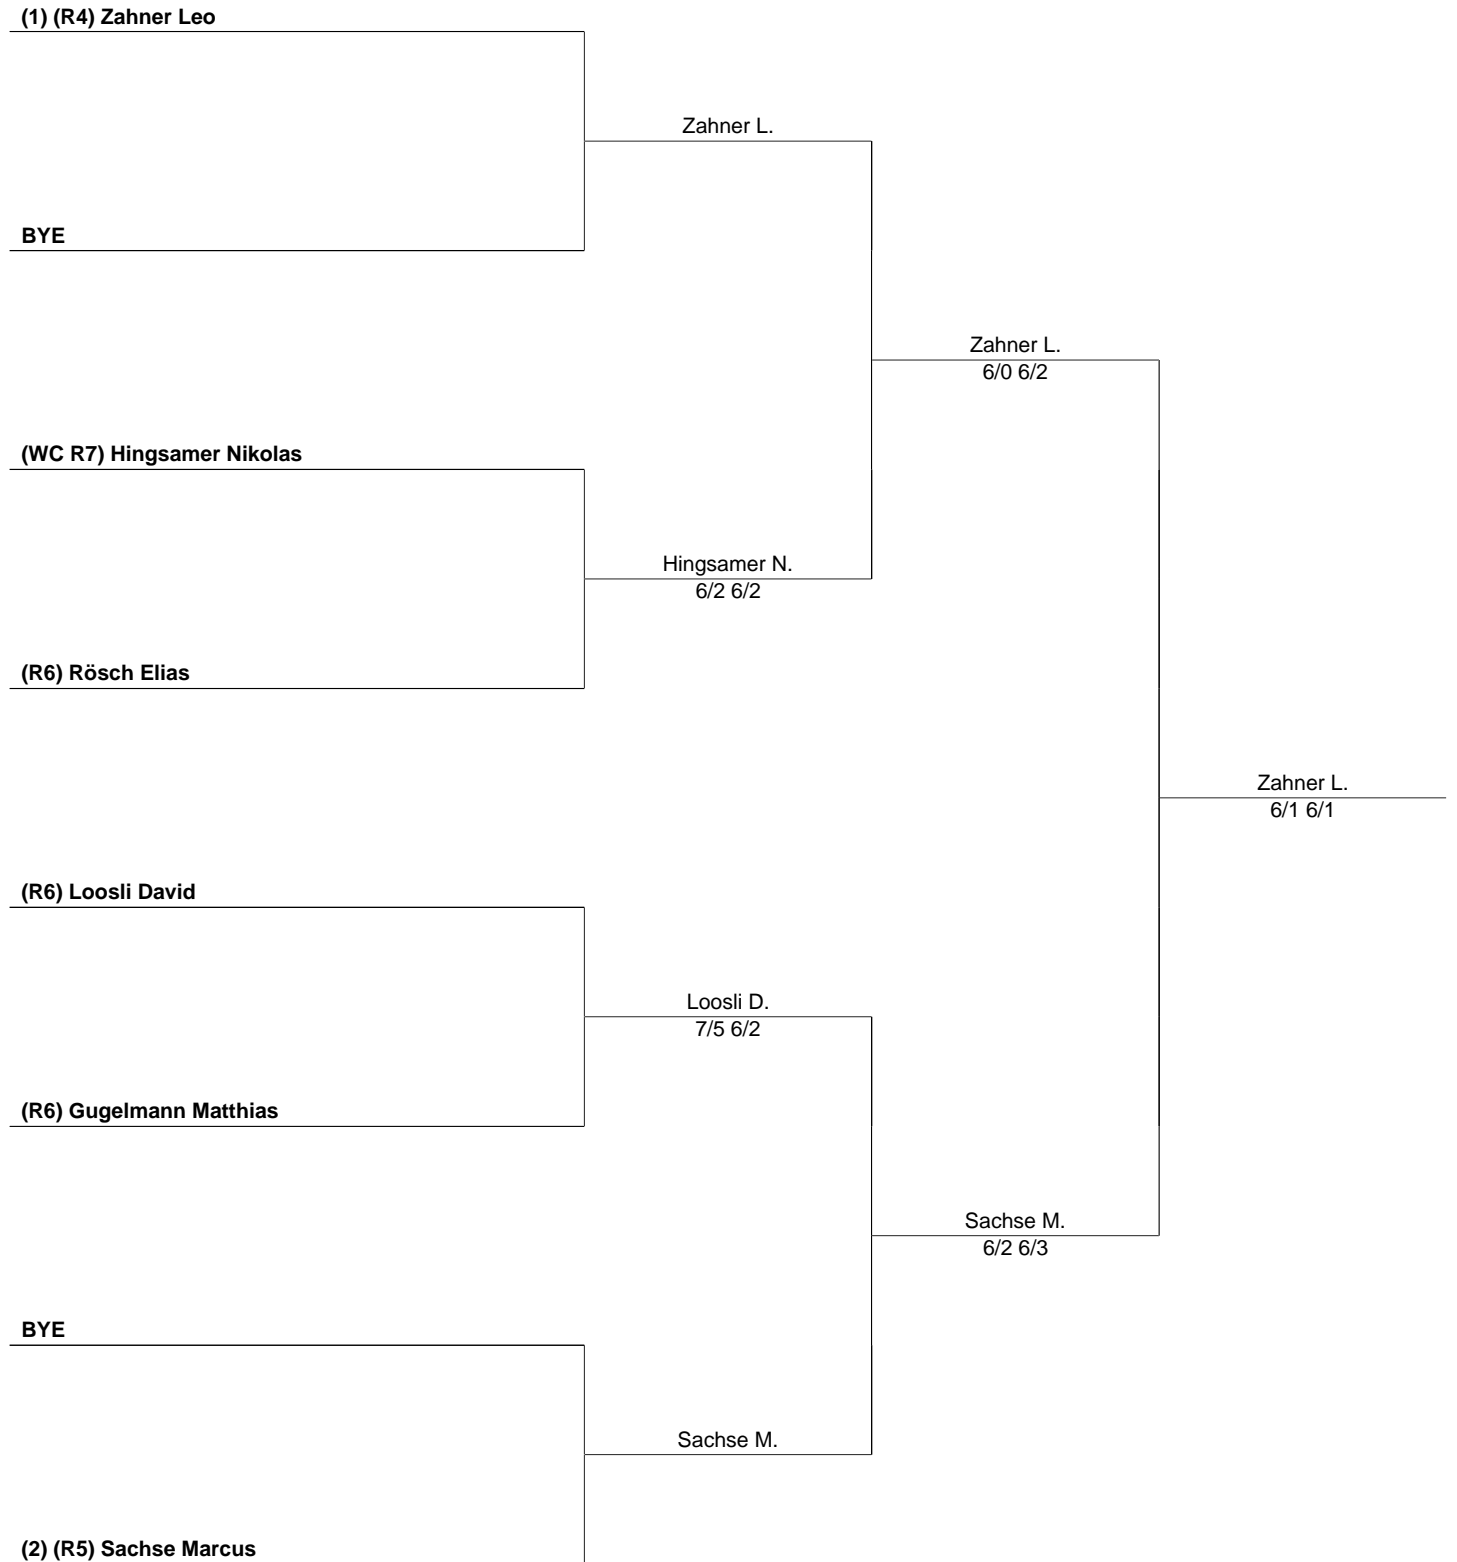 (1) (R4) Zahner Leo
Zahner L.
BYE
Zahner L.
6/0 6/2
(WC R7) Hingsamer Nikolas
Hingsamer N.
6/2 6/2
(R6) Rösch Elias
Zahner L.
6/1 6/1
(R6) Loosli David
Loosli D.
7/5 6/2
(R6) Gugelmann Matthias
Sachse M.
6/2 6/3
BYE
Sachse M.
(2) (R5) Sachse Marcus